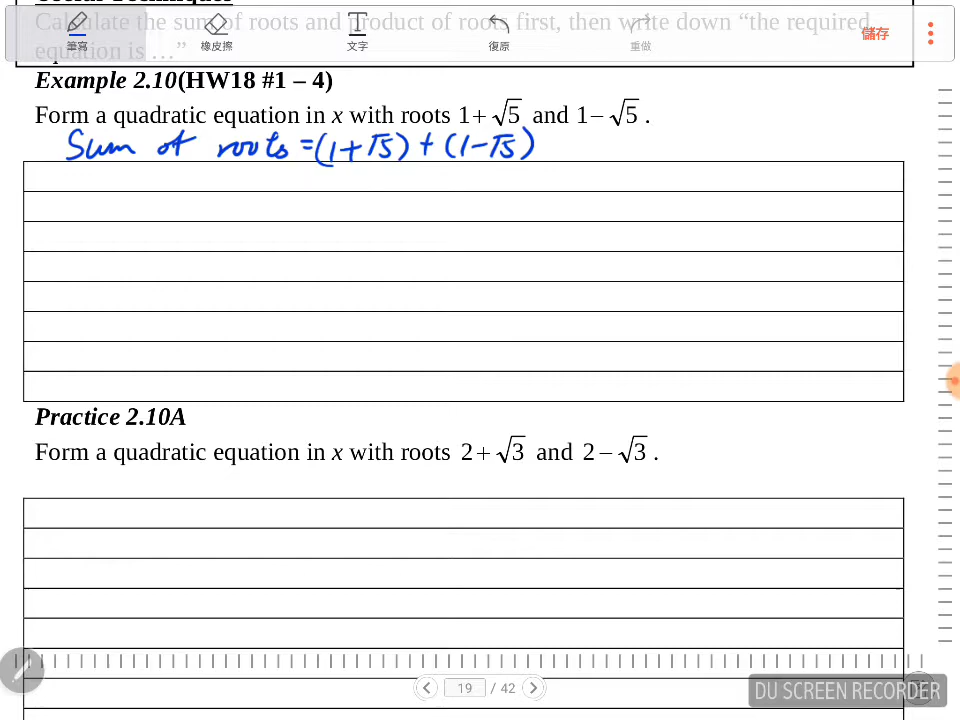 Calculate the sum of roots and product of roots first, then write down “the required
equation is …”
筆寫 橡皮擦 文字 復原 重做 儲存
Example 2.10(HW18 #1 – 4)
Form a quadratic equation in x with roots 1+√5 and 1−√5 .
Sum of roots =(1+√5)+(1-√5)
Practice 2.10A
Form a quadratic equation in x with roots 2+√3 and 2−√3 .
19 / 42
DU SCREEN RECORDER